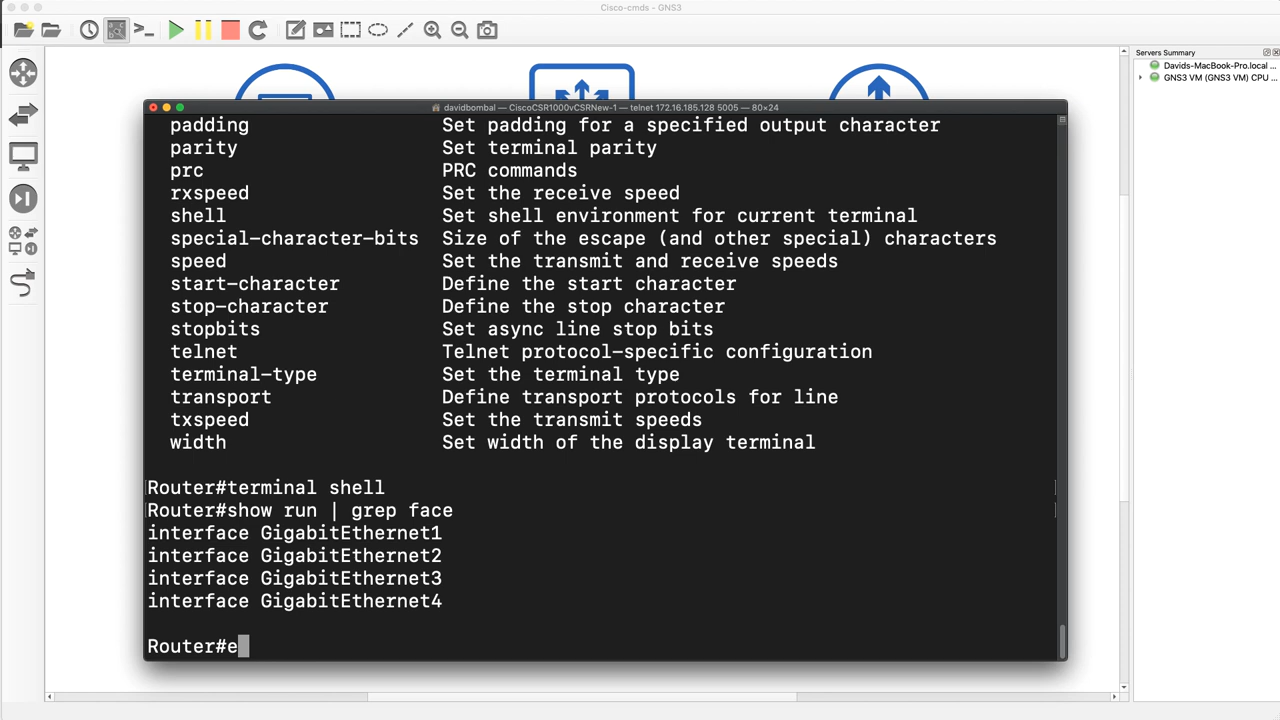 Cisco-cmds - GNS3
Servers Summary
Davids-MacBook-Pro.local ...
GNS3 VM (GNS3 VM) CPU ...
davidbombal — CiscoCSR1000vCSRNew-1 — telnet 172.16.185.128 5005 — 80×24
padding Set padding for a specified output character
parity Set terminal parity
prc PRC commands
rxspeed Set the receive speed
shell Set shell environment for current terminal
special-character-bits Size of the escape (and other special) characters
speed Set the transmit and receive speeds
start-character Define the start character
stop-character Define the stop character
stopbits Set async line stop bits
telnet Telnet protocol-specific configuration
terminal-type Set the terminal type
transport Define transport protocols for line
txspeed Set the transmit speeds
width Set width of the display terminal
Router#terminal shell
Router#show run | grep face
interface GigabitEthernet1
interface GigabitEthernet2
interface GigabitEthernet3
interface GigabitEthernet4
Router#e